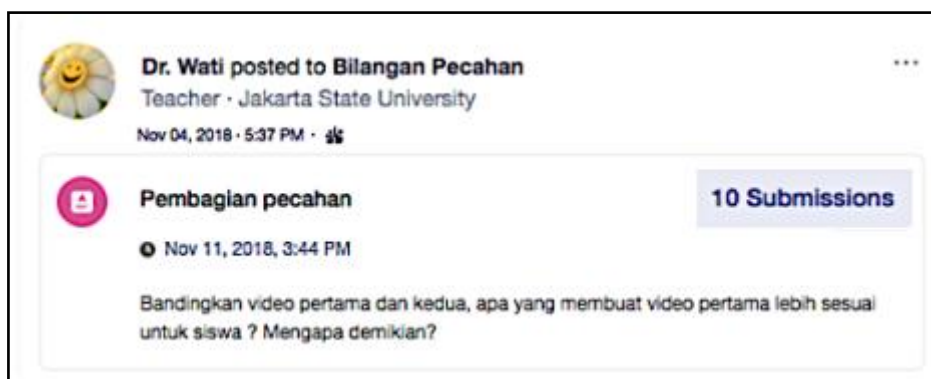 Dr. Wati posted to Bilangan Pecahan
Teacher · Jakarta State University
Nov 04, 2018 · 5:37 PM ·
Pembagian pecahan
10 Submissions
Nov 11, 2018, 3:44 PM
Bandingkan video pertama dan kedua, apa yang membuat video pertama lebih sesuai
untuk siswa ? Mengapa demikian?